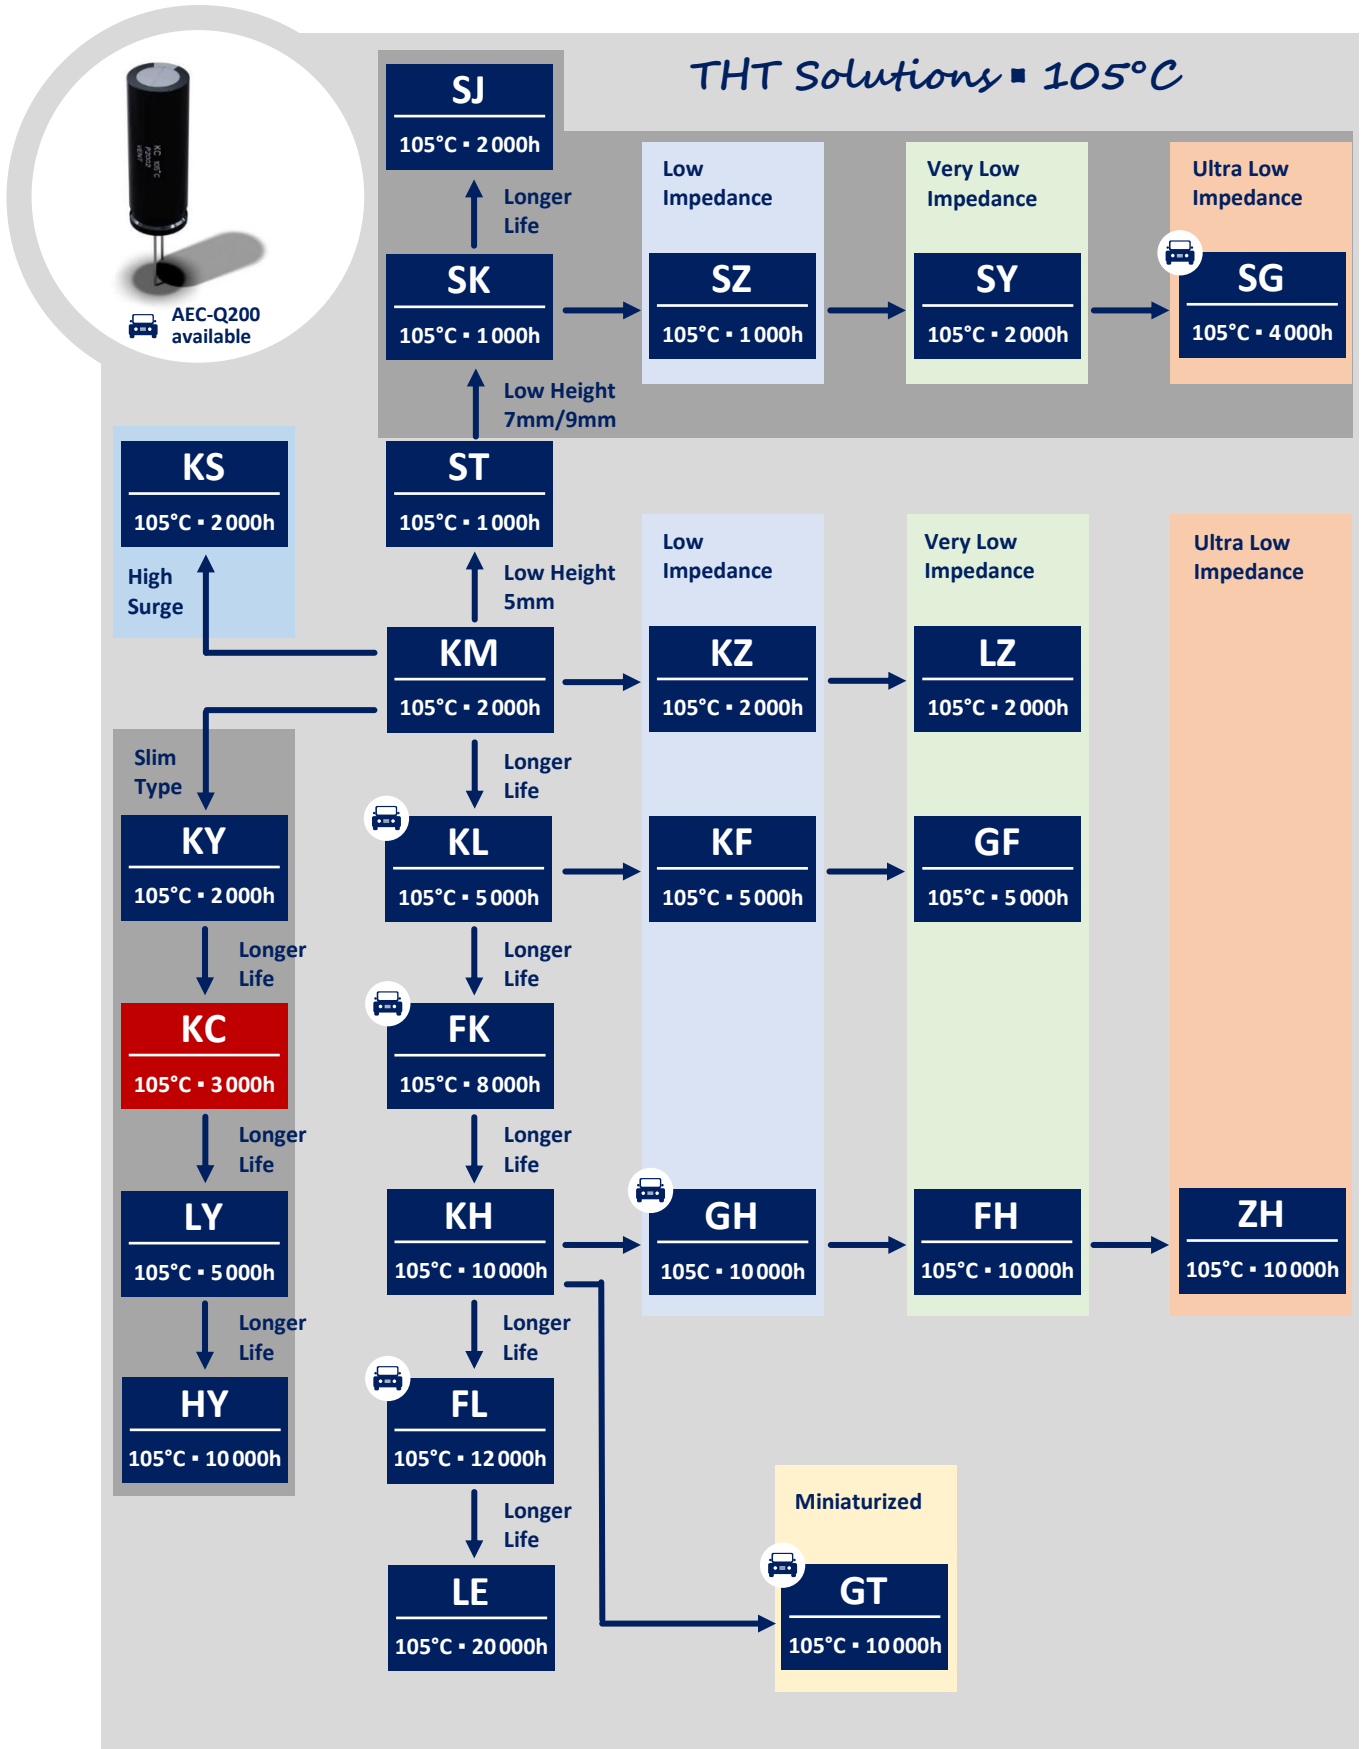 THT Solutions ▪ 105°C
KC 105°C
P2002
VENT
AEC-Q200
available
SJ
105°C ▪ 2000h
Longer
Life
Low
Impedance
Very Low
Impedance
Ultra Low
Impedance
SK
105°C ▪ 1000h
SZ
105°C ▪ 1000h
SY
105°C ▪ 2000h
SG
105°C ▪ 4000h
Low Height
7mm/9mm
KS
105°C ▪ 2000h
High
Surge
ST
105°C ▪ 1000h
Low Height
5mm
Low
Impedance
Very Low
Impedance
Ultra Low
Impedance
KM
105°C ▪ 2000h
KZ
105°C ▪ 2000h
LZ
105°C ▪ 2000h
Slim
Type
Longer
Life
KY
105°C ▪ 2000h
KL
105°C ▪ 5000h
KF
105°C ▪ 5000h
GF
105°C ▪ 5000h
Longer
Life
Longer
Life
KC
105°C ▪ 3000h
FK
105°C ▪ 8000h
Longer
Life
Longer
Life
LY
105°C ▪ 5000h
KH
105°C ▪ 10000h
GH
105C ▪ 10000h
FH
105°C ▪ 10000h
ZH
105°C ▪ 10000h
Longer
Life
Longer
Life
HY
105°C ▪ 10000h
FL
105°C ▪ 12000h
Longer
Life
Miniaturized
LE
105°C ▪ 20000h
GT
105°C ▪ 10000h